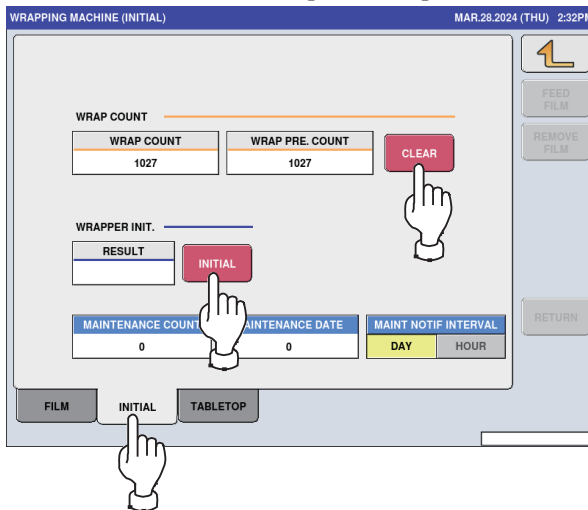 WRAPPING MACHINE (INITIAL) MAR.28.2024 (THU) 2:32PM
FEED
FILM
REMOVE
FILM
WRAP COUNT
WRAP COUNT WRAP PRE. COUNT
1027 1027
CLEAR
WRAPPER INIT.
RESULT
INITIAL
MAINTENANCE COUNT MAINTENANCE DATE MAINT NOTIF INTERVAL
0 0 DAY HOUR
RETURN
FILM INITIAL TABLETOP